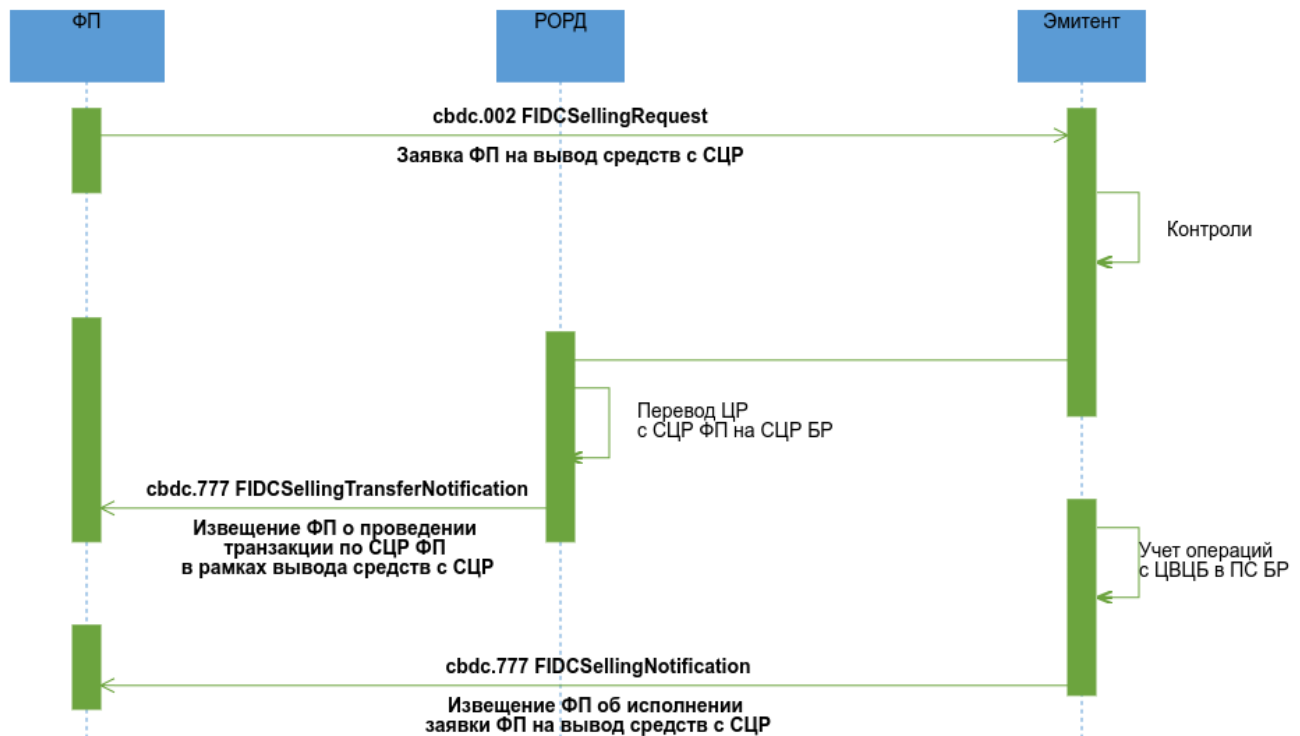 ФП
РОРД
Эмитент
cbdc.002 FIDCSellingRequest
Заявка ФП на вывод средств с СЦР
Контроли
Перевод ЦР
с СЦР ФП на СЦР БР
cbdc.777 FIDCSellingTransferNotification
Извещение ФП о проведении
транзакции по СЦР ФП
в рамках вывода средств с СЦР
Учет операций
с ЦВЦБ в ПС БР
cbdc.777 FIDCSellingNotification
Извещение ФП об исполнении
заявки ФП на вывод средств с СЦР